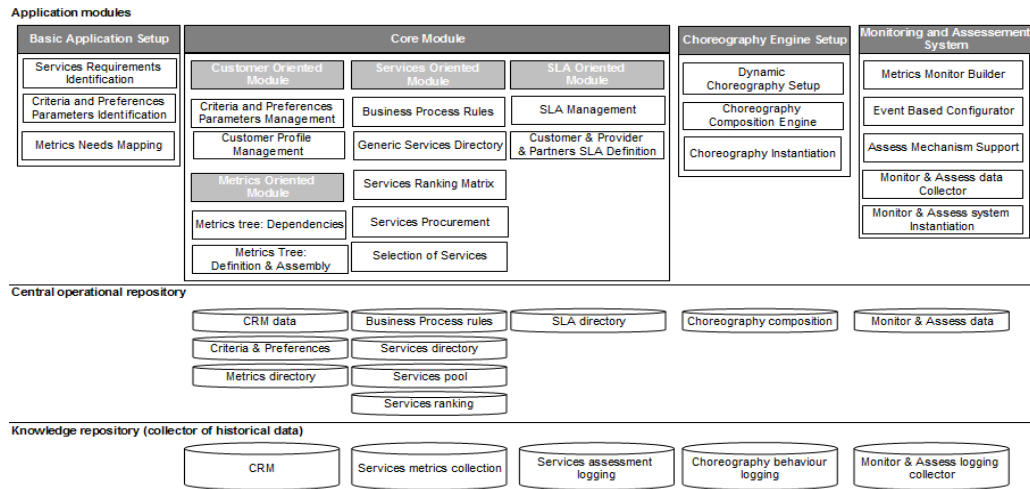 Application modules
Basic Application Setup
Services Requirements
Identification
Criteria and Preferences
Parameters Identification
Metrics Needs Mapping
Core Module
Customer Oriented
Module
Criteria and Preferences
Parameters Management
Customer Profile
Management
Metrics Oriented
Module
Metrics tree: Dependencies
Metrics Tree:
Definition & Assembly
Services Oriented
Module
Business Process Rules
Generic Services Directory
Services Ranking Matrix
Services Procurement
Selection of Services
SLA Oriented
Module
SLA Management
Customer & Provider
& Partners SLA Definition
Choreography Engine Setup
Dynamic
Choreography Setup
Choreography
Composition Engine
Choreography Instantiation
Monitoring and Assessement
System
Metrics Monitor Builder
Event Based Configurator
Assess Mechanism Support
Monitor & Assess data
Collector
Monitor & Assess system
Instantiation
Central operational repository
CRM data
Business Process rules
SLA directory
Choreography composition
Monitor & Assess data
Criteria & Preferences
Services directory
Metrics directory
Services pool
Services ranking
Knowledge repository (collector of historical data)
CRM
Services metrics collection
Services assessment
logging
Choreography behaviour
logging
Monitor & Assess logging
collector